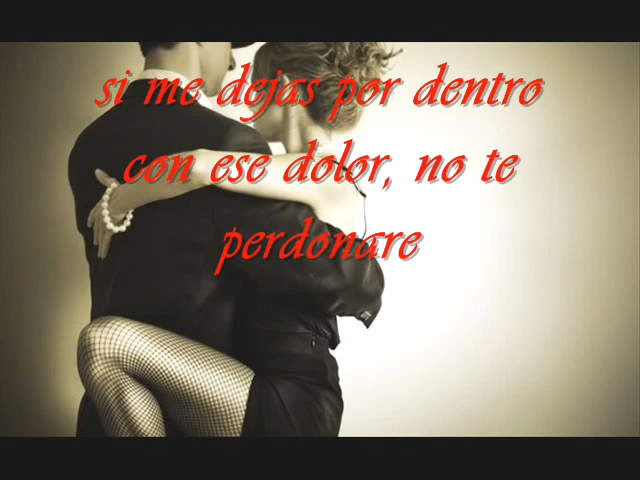 si me dejas por dentro
con ese dolor, no te
perdonare